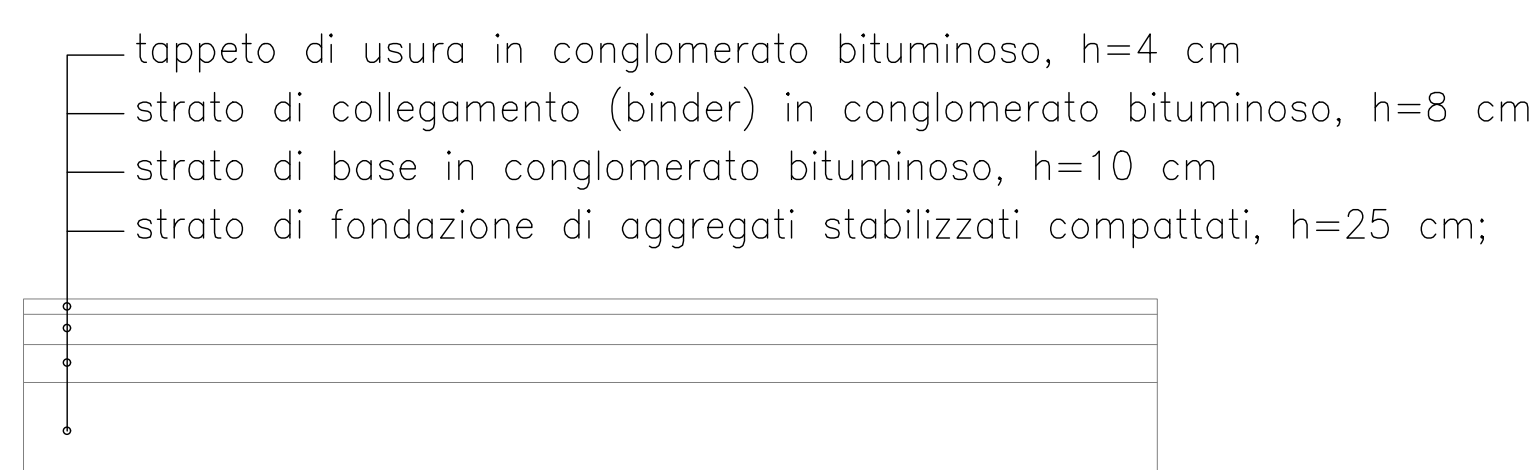 tappeto di usura in conglomerato bituminoso, h=4 cm
strato di collegamento (binder) in conglomerato bituminoso, h=8 cm
strato di base in conglomerato bituminoso, h=10 cm
strato di fondazione di aggregati stabilizzati compattati, h=25 cm;